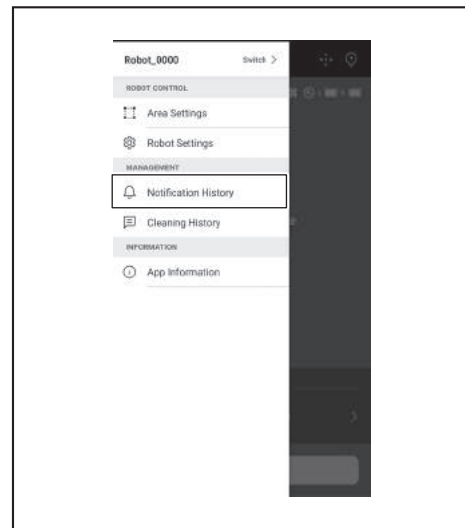 Robot_0000 Switch >
ROBOT CONTROL
Area Settings
Robot Settings
MANAGEMENT
Notification History
Cleaning History
INFORMATION
App Information